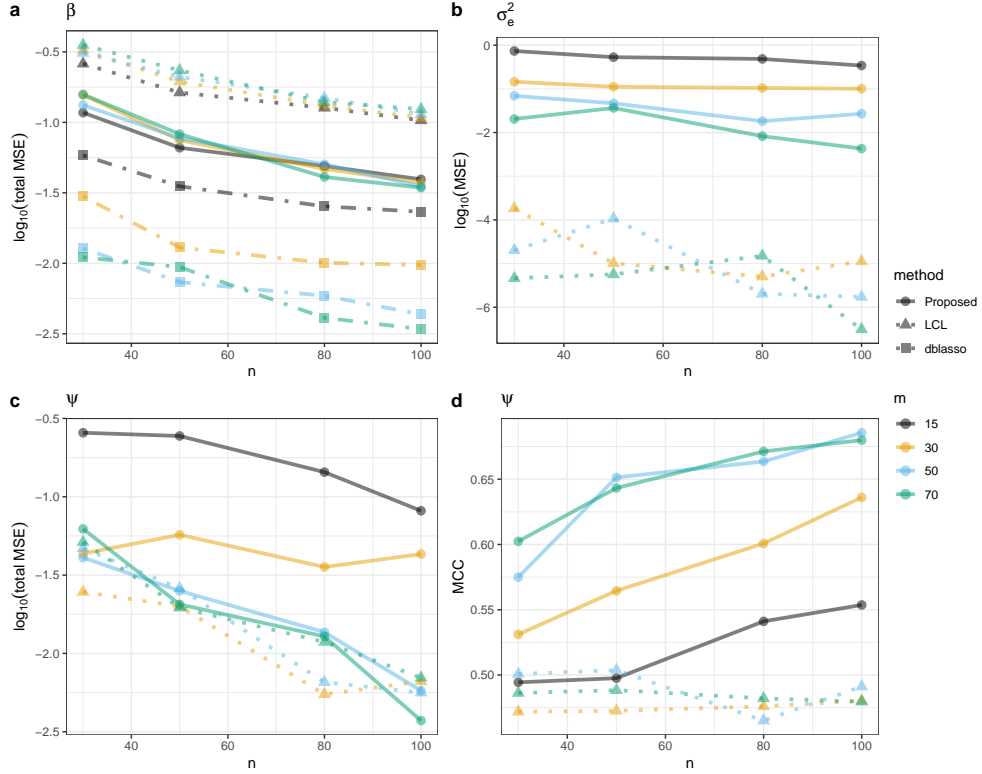 a
β
−0.5
−1.0
−1.5
−2.0
−2.5
40
60
80
100
n
log10(total MSE)
b
σ²e
0
−2
−4
−6
40
60
80
100
n
log10(MSE)
method
Proposed
LCL
dblasso
c
ψ
−0.5
−1.0
−1.5
−2.0
−2.5
40
60
80
100
n
log10(total MSE)
d
ψ
0.65
0.60
0.55
0.50
40
60
80
100
n
MCC
m
15
30
50
70